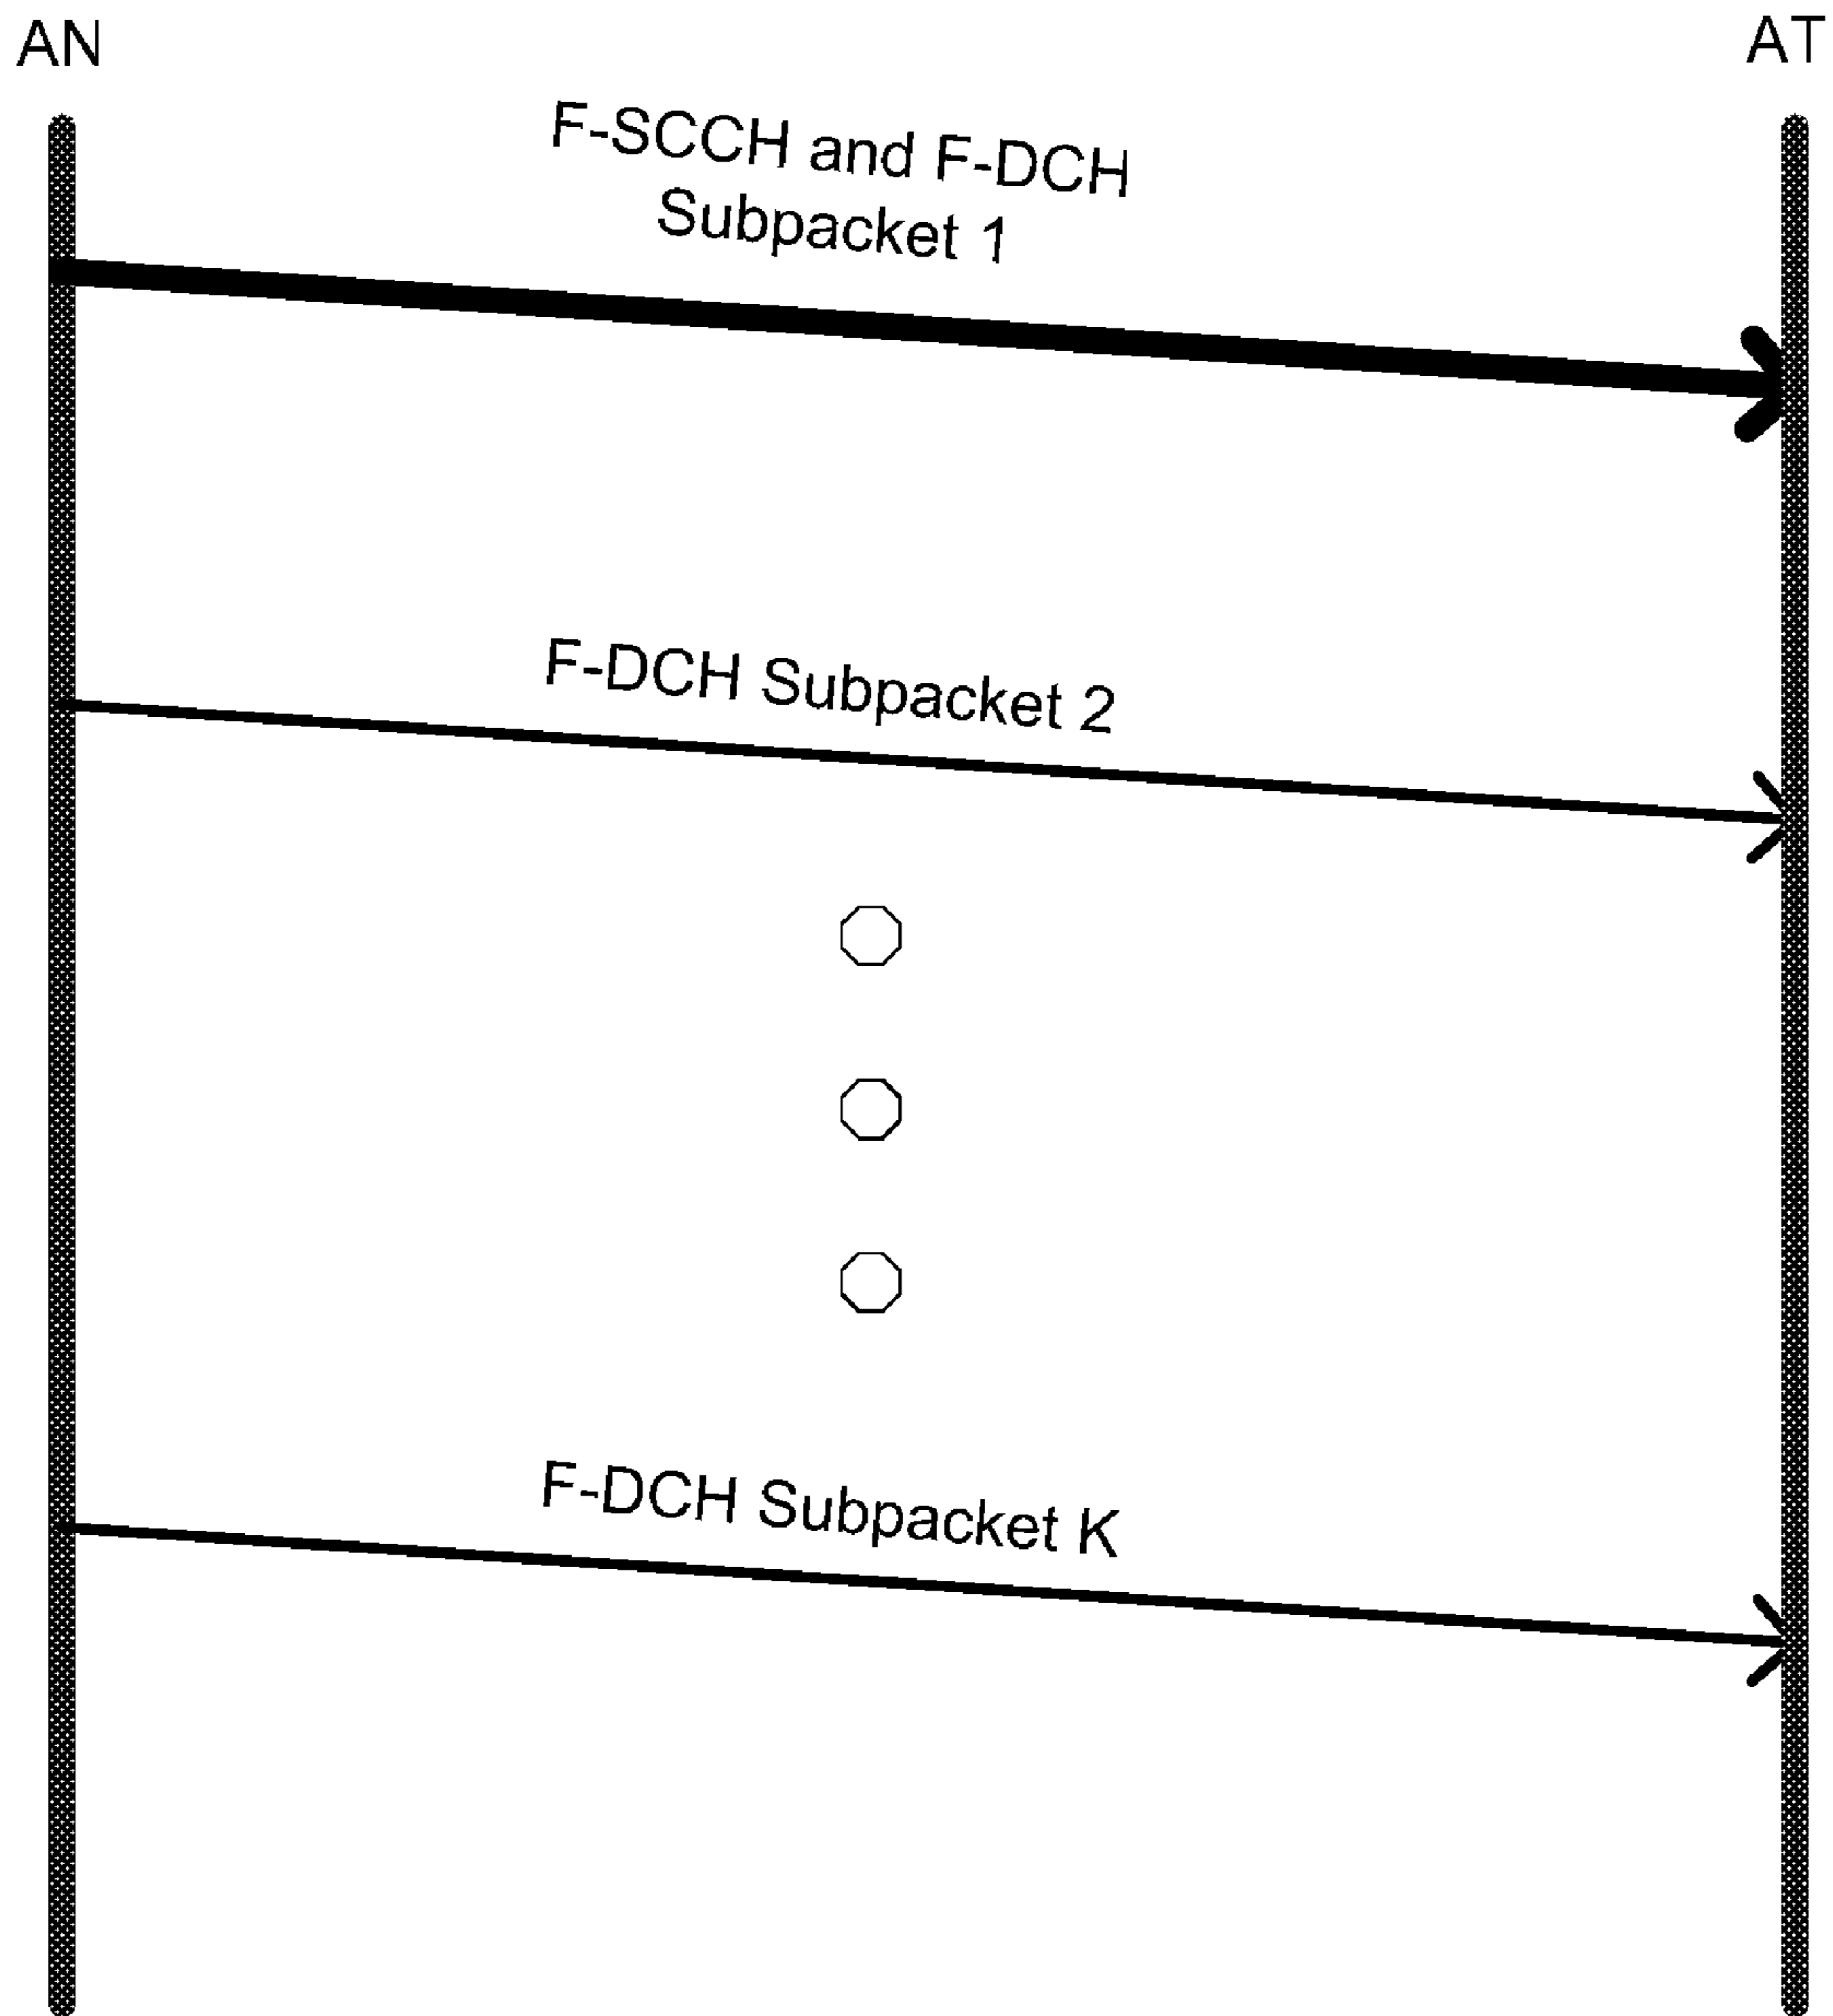 AN
AT
F-SCCH and F-DCH
Subpacket 1
F-DCH Subpacket 2
F-DCH Subpacket K